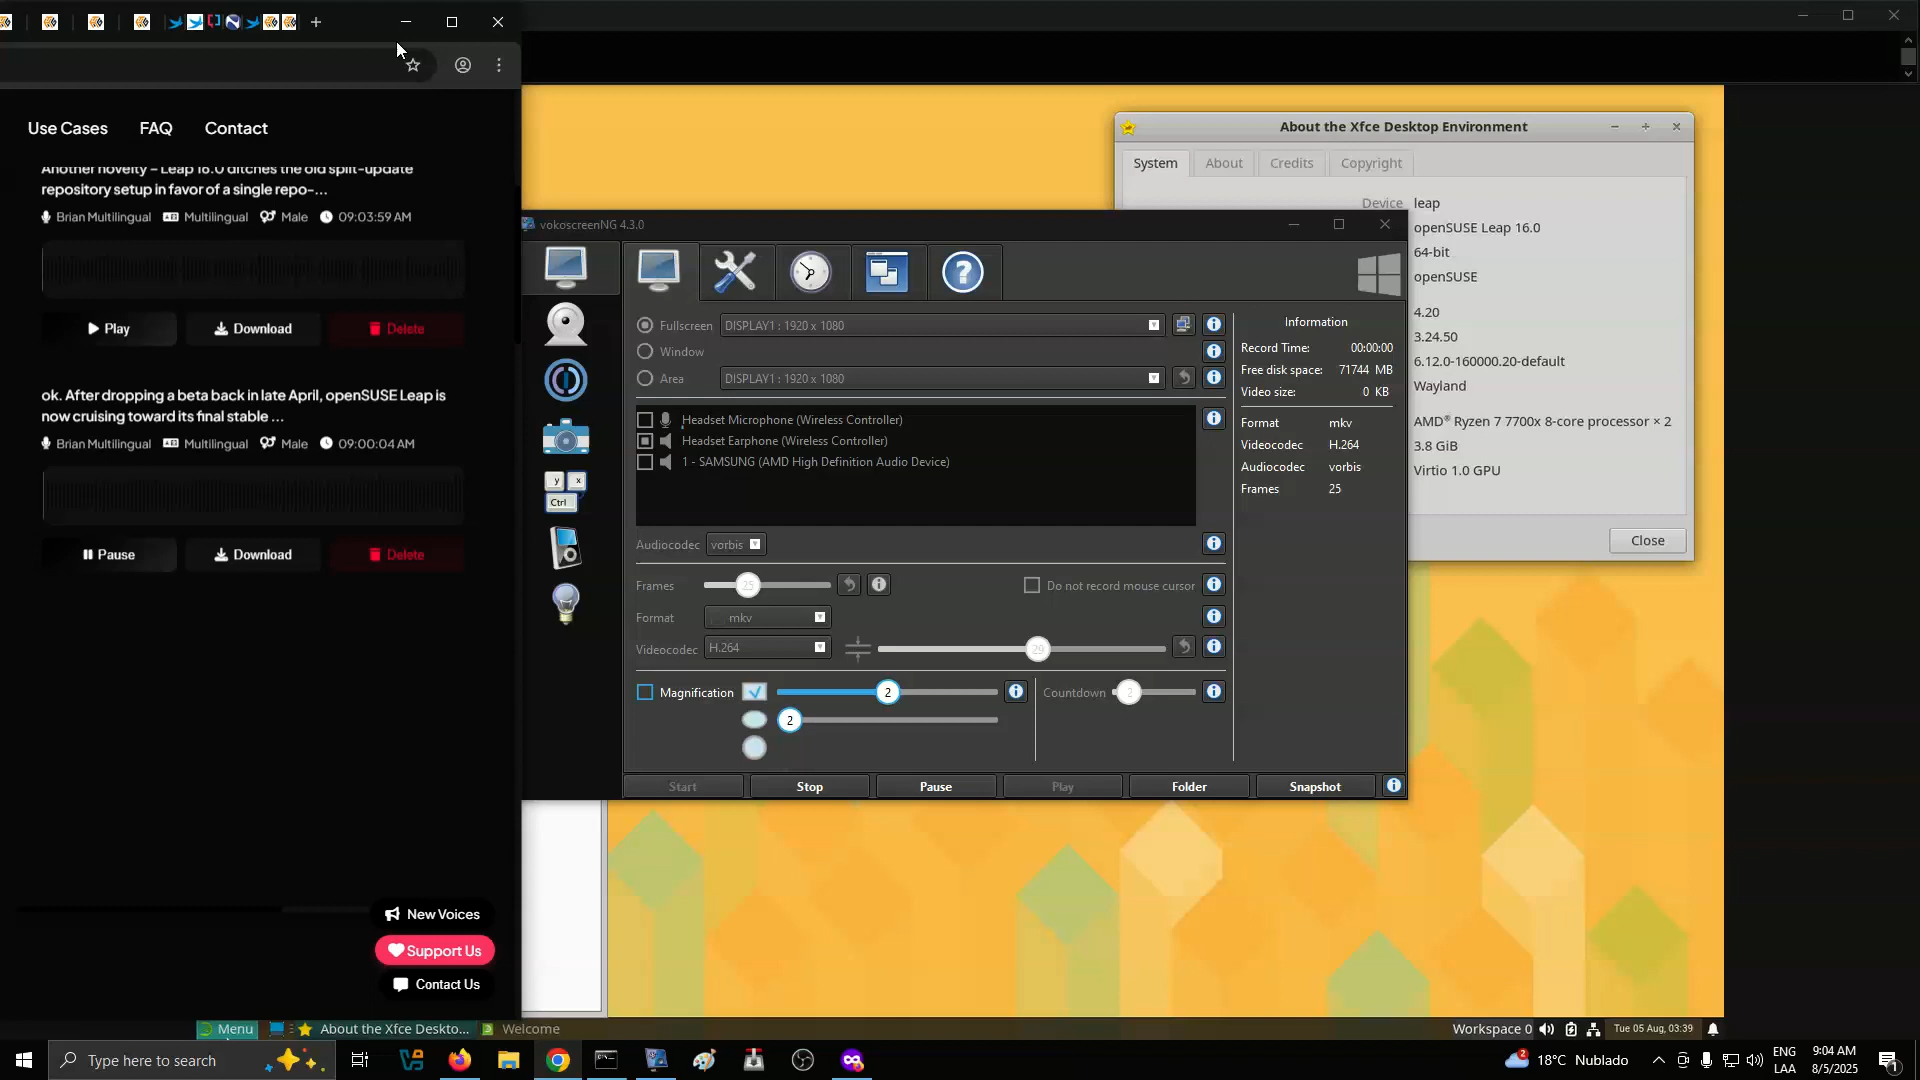 Use Cases FAQ Contact
Another novelty – Leap 16.0 ditches the old split-update
repository setup in favor of a single repo-...
Brian Multilingual Multilingual Male 09:03:59 AM
Play Download Delete
ok. After dropping a beta back in late April, openSUSE Leap is
now cruising toward its final stable ...
Brian Multilingual Multilingual Male 09:00:04 AM
Pause Download Delete
New Voices
Support Us
Contact Us
About the Xfce Desktop Environment
System About Credits Copyright
Device leap
openSUSE Leap 16.0
64-bit
openSUSE
4.20
3.24.50
6.12.0-160000.20-default
Wayland
AMD® Ryzen 7 7700x 8-core processor × 2
3.8 GiB
Virtio 1.0 GPU
Close
vokoscreenNG 4.3.0
Fullscreen DISPLAY1 : 1920 x 1080
Window
Area DISPLAY1 : 1920 x 1080
y x
Ctrl
Headset Microphone (Wireless Controller)
Headset Earphone (Wireless Controller)
1 - SAMSUNG (AMD High Definition Audio Device)
Audiocodec vorbis
Frames 25 Do not record mouse cursor
Format mkv
Videocodec H.264 29
Magnification 2 Countdown 2
2
Information
Record Time: 00:00:00
Free disk space: 71744 MB
Video size: 0 KB
Format mkv
Videocodec H.264
Audiocodec vorbis
Frames 25
Start Stop Pause Play Folder Snapshot
Menu About the Xfce Deskto... Welcome
Workspace 0 Tue 05 Aug, 03:39
Type here to search
2 18°C Nublado
ENG
LAA
9:04 AM
8/5/2025
1